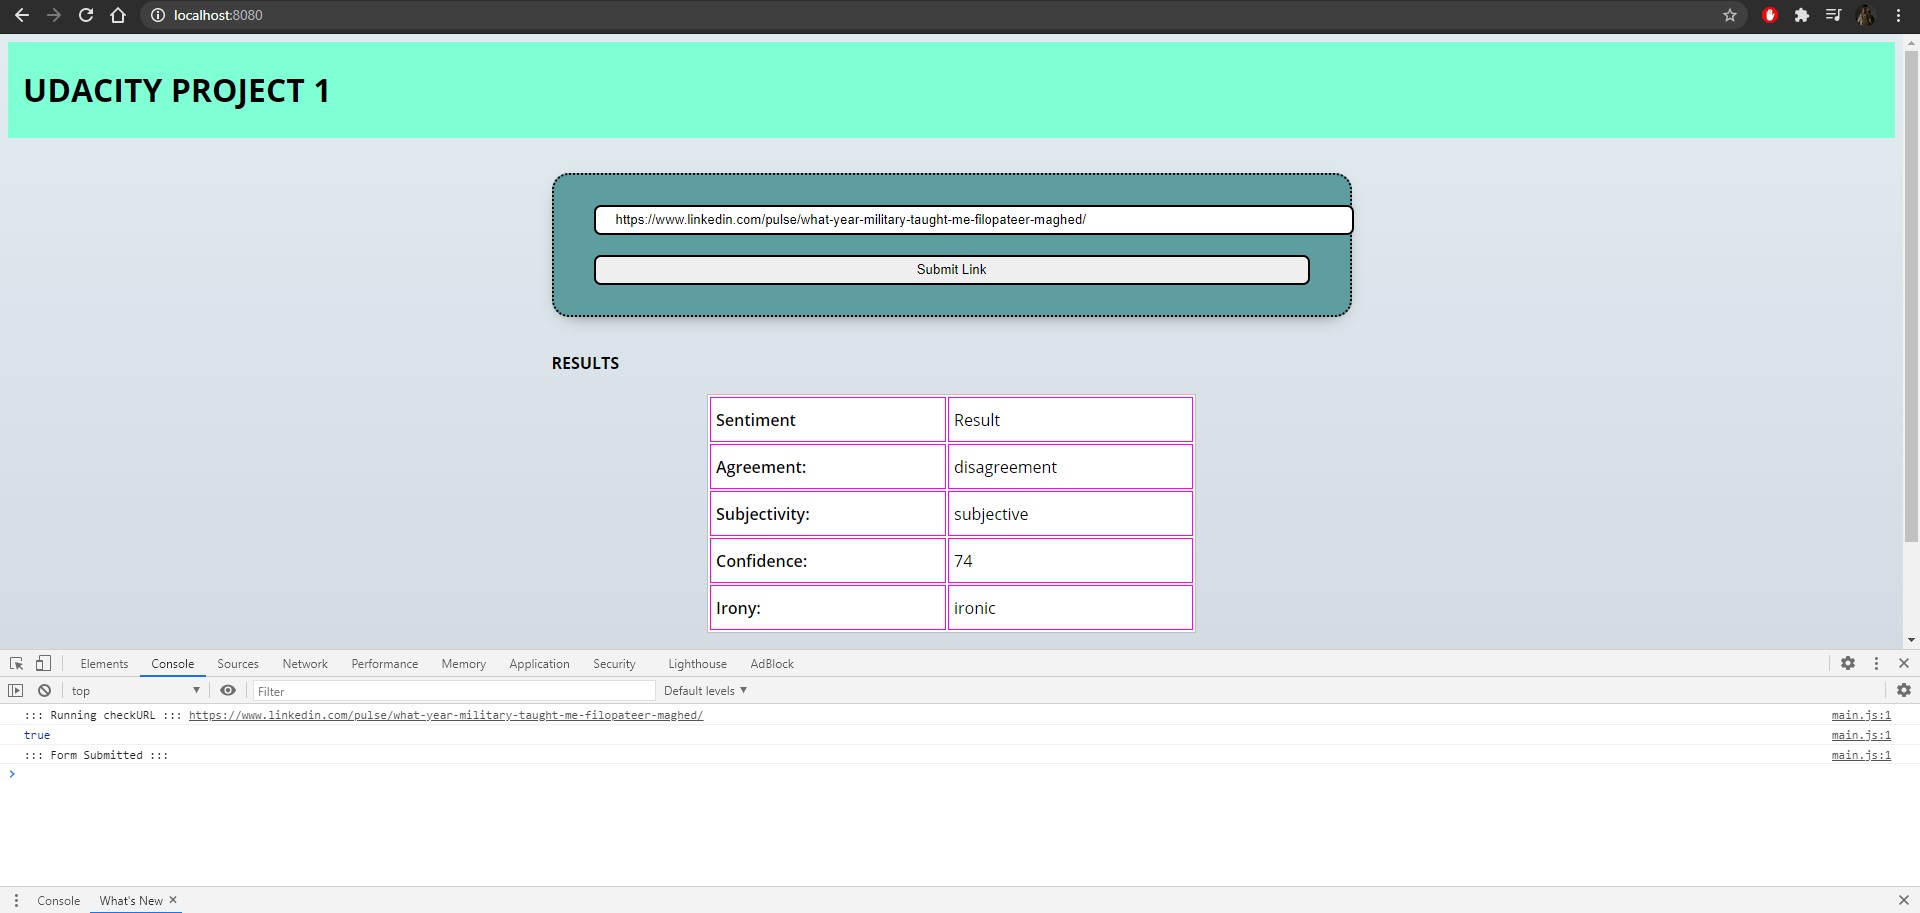 localhost:8080
UDACITY PROJECT 1
https://www.linkedin.com/pulse/what-year-military-taught-me-filopateer-maghed/
Submit Link
RESULTS
Sentiment Result
Agreement: disagreement
Subjectivity: subjective
Confidence: 74
Irony: ironic
Elements Console Sources Network Performance Memory Application Security Lighthouse AdBlock
top Filter Default levels
::: Running checkURL ::: https://www.linkedin.com/pulse/what-year-military-taught-me-filopateer-maghed/ main.js:1
true main.js:1
::: Form Submitted ::: main.js:1
Console What's New